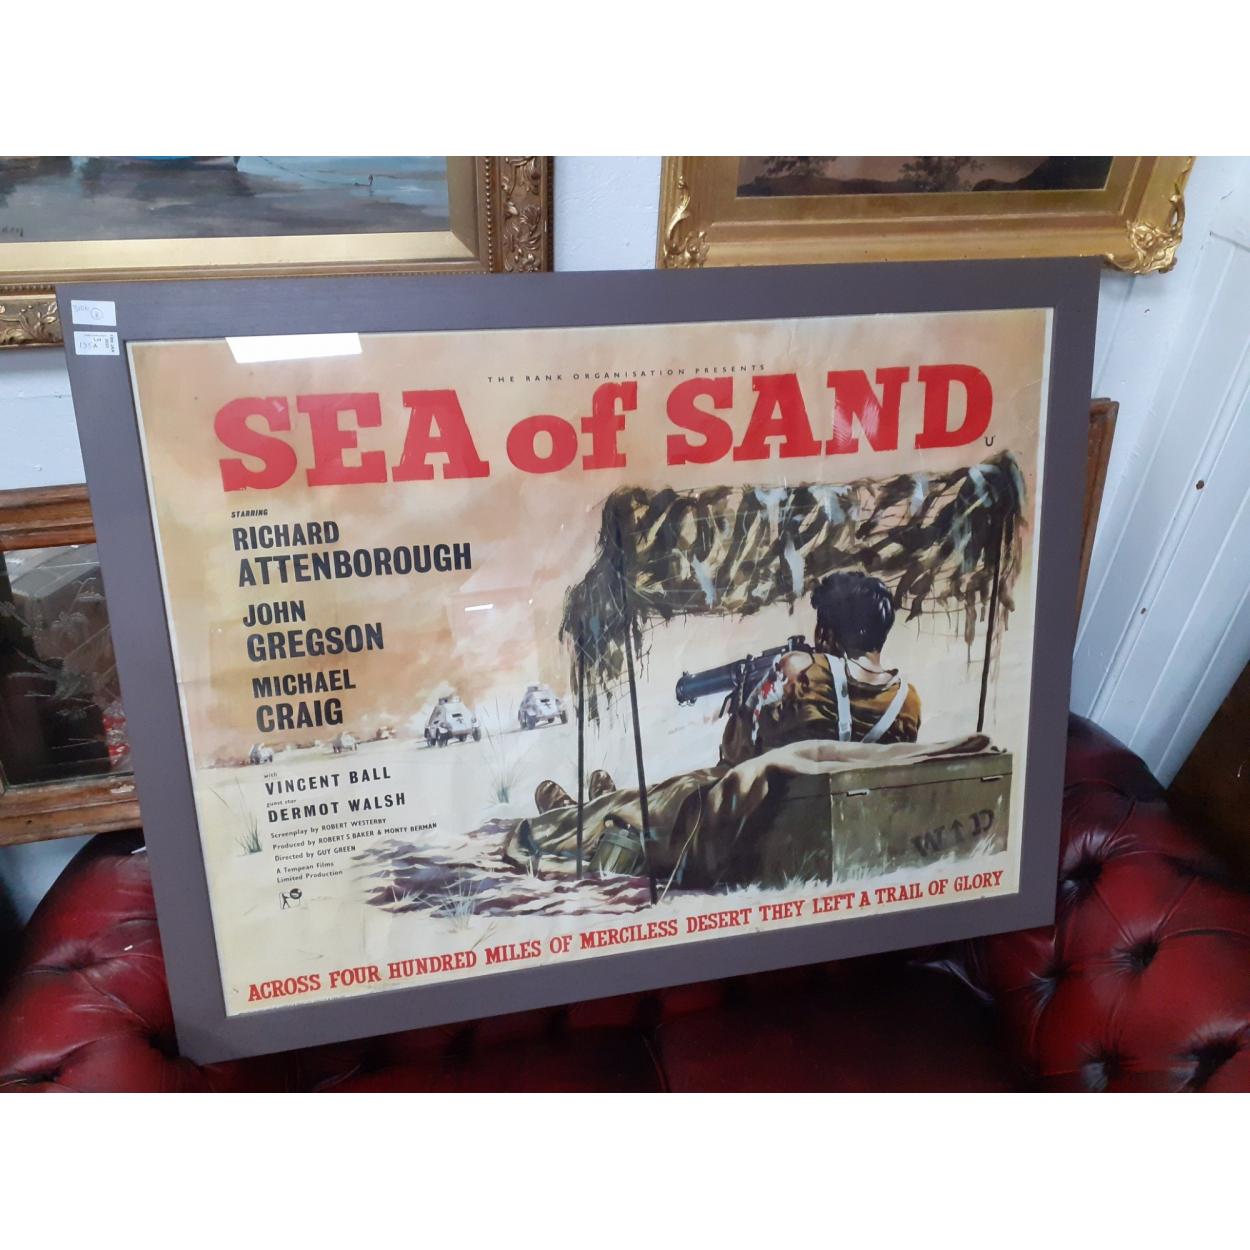 THE RANK ORGANISATION PRESENTS
SEA of SAND
U
STARRING
RICHARD
ATTENBOROUGH
JOHN
GREGSON
MICHAEL
CRAIG
with
VINCENT BALL
guest star
DERMOT WALSH
Screenplay by ROBERT WESTERBY
Produced by ROBERT S. BAKER & MONTY BERMAN
Directed by GUY GREEN
A Tempean Films
Limited Production
W↑JD
ACROSS FOUR HUNDRED MILES OF MERCILESS DESERT THEY LEFT A TRAIL OF GLORY